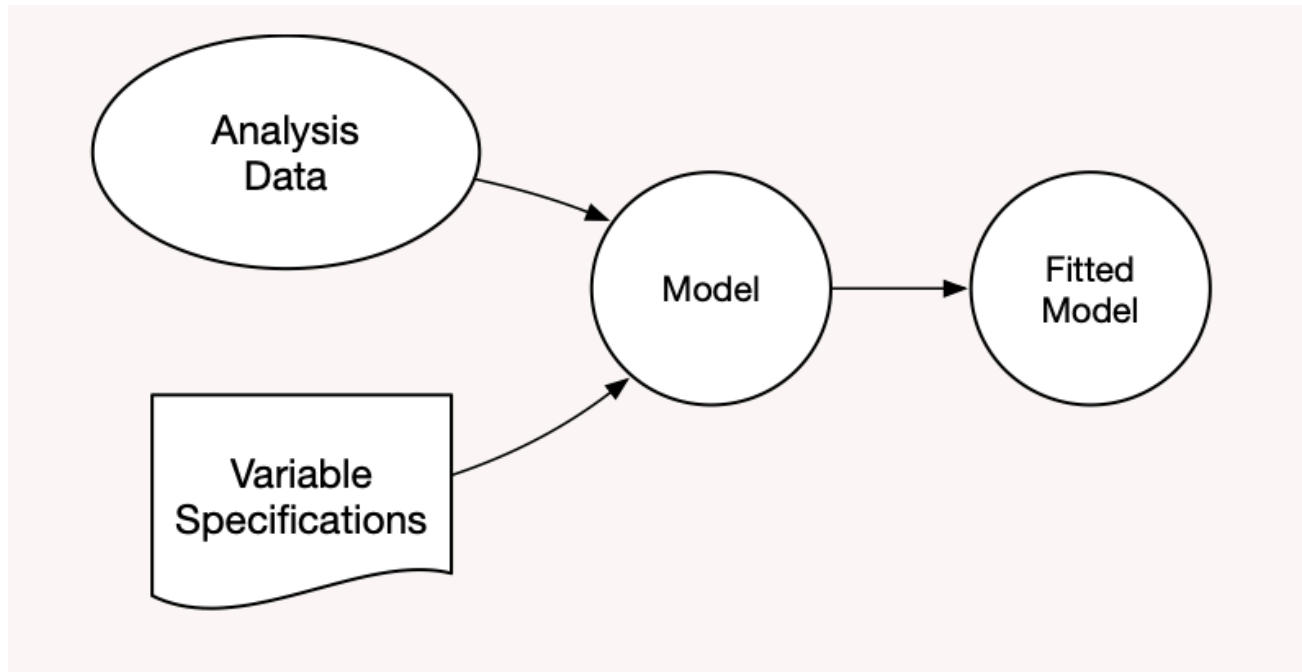 Analysis
Data
Model
Fitted
Model
Variable
Specifications